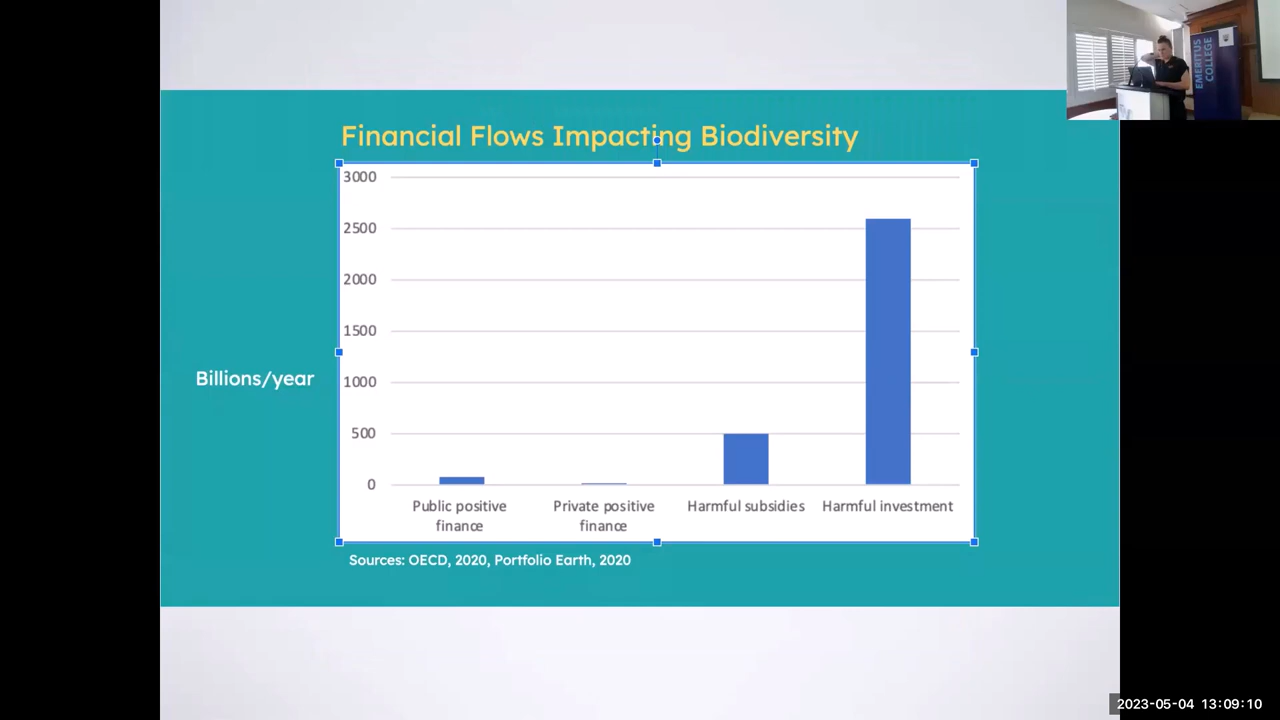 EMERITUS
COLLEGE
Financial Flows Impacting Biodiversity
3000
2500
2000
1500
Billions/year
1000
500
0
Public positive
finance
Private positive
finance
Harmful subsidies
Harmful investment
Sources: OECD, 2020, Portfolio Earth, 2020
2023-05-04 13:09:10